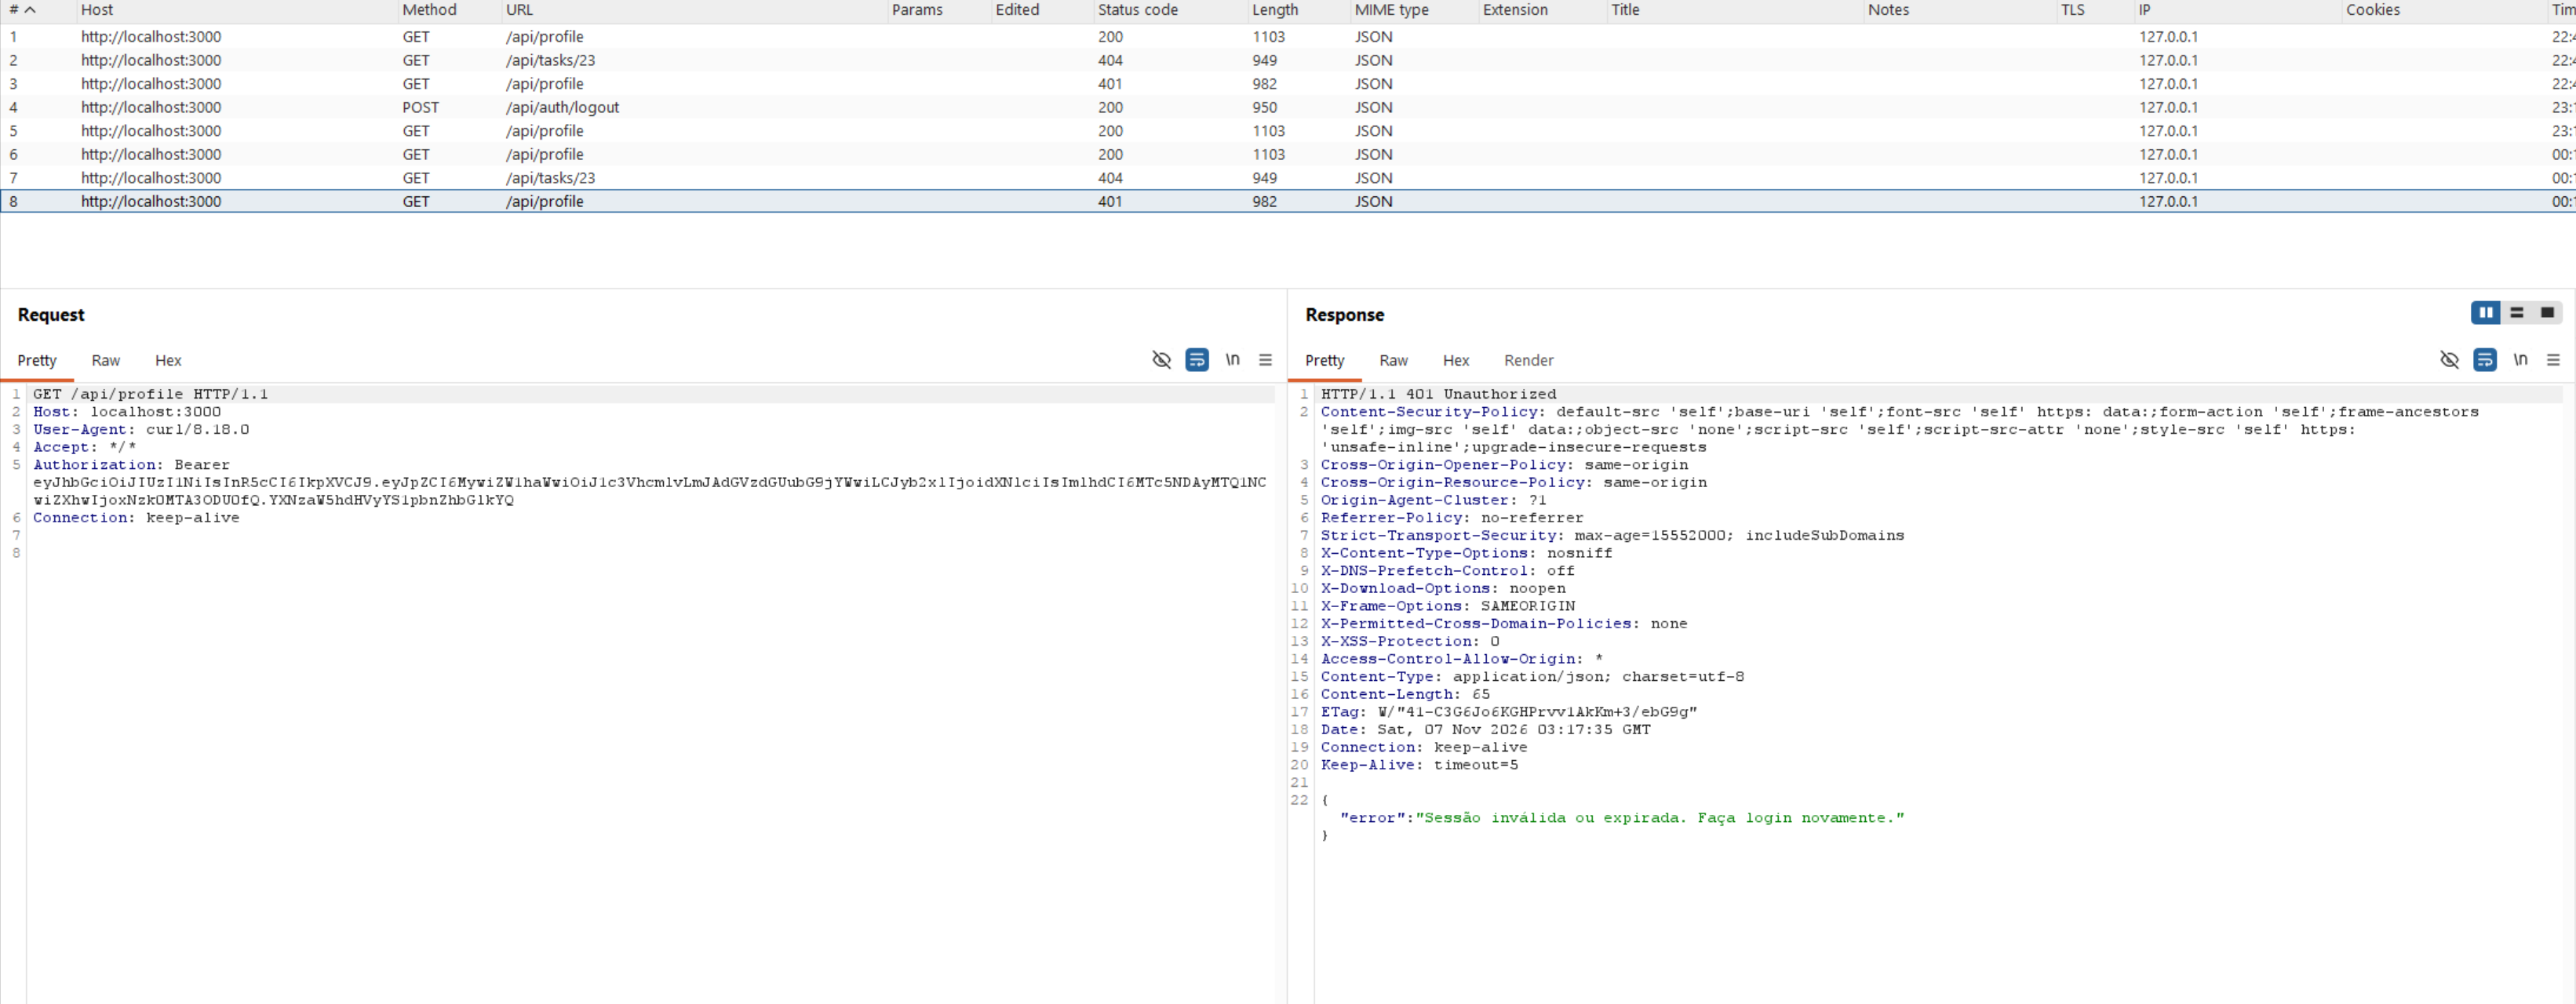 # Host Method URL Params Edited Status code Length MIME type Extension Title Notes TLS IP Cookies Tim
1 http://localhost:3000 GET /api/profile 200 1103 JSON 127.0.0.1 22:4
2 http://localhost:3000 GET /api/tasks/23 404 949 JSON 127.0.0.1 22:4
3 http://localhost:3000 GET /api/profile 401 982 JSON 127.0.0.1 22:4
4 http://localhost:3000 POST /api/auth/logout 200 950 JSON 127.0.0.1 23:1
5 http://localhost:3000 GET /api/profile 200 1103 JSON 127.0.0.1 23:1
6 http://localhost:3000 GET /api/profile 200 1103 JSON 127.0.0.1 00:1
7 http://localhost:3000 GET /api/tasks/23 404 949 JSON 127.0.0.1 00:1
8 http://localhost:3000 GET /api/profile 401 982 JSON 127.0.0.1 00:1
Request
Pretty Raw Hex \n
1 GET /api/profile HTTP/1.1
2 Host: localhost:3000
3 User-Agent: curl/8.18.0
4 Accept: */*
5 Authorization: Bearer
eyJhbGciOiJIUzI1NiIsInR5cCI6IkpXVCJ9.eyJpZCI6MywiZW1haWwiOiJ1c3VhcmlvLmJAdGVzdGUubG9jYWwiLCJyb2xlIjoidXNlciIsImlhdCI6MTc5NDAyMTQ1NC
wiZXhwIjoxNzk0MTA3ODU0fQ.YXNzaW5hdHVyYS1pbnZhbGlkYQ
6 Connection: keep-alive
7
8
Response
Pretty Raw Hex Render \n
1 HTTP/1.1 401 Unauthorized
2 Content-Security-Policy: default-src 'self';base-uri 'self';font-src 'self' https: data:;form-action 'self';frame-ancestors
'self';img-src 'self' data:;object-src 'none';script-src 'self';script-src-attr 'none';style-src 'self' https:
'unsafe-inline';upgrade-insecure-requests
3 Cross-Origin-Opener-Policy: same-origin
4 Cross-Origin-Resource-Policy: same-origin
5 Origin-Agent-Cluster: ?1
6 Referrer-Policy: no-referrer
7 Strict-Transport-Security: max-age=15552000; includeSubDomains
8 X-Content-Type-Options: nosniff
9 X-DNS-Prefetch-Control: off
10 X-Download-Options: noopen
11 X-Frame-Options: SAMEORIGIN
12 X-Permitted-Cross-Domain-Policies: none
13 X-XSS-Protection: 0
14 Access-Control-Allow-Origin: *
15 Content-Type: application/json; charset=utf-8
16 Content-Length: 65
17 ETag: W/"41-C3G6Jo6KGHPrvv1AkKm+3/ebG9g"
18 Date: Sat, 07 Nov 2026 03:17:35 GMT
19 Connection: keep-alive
20 Keep-Alive: timeout=5
21
22 {
"error":"Sessão inválida ou expirada. Faça login novamente."
}